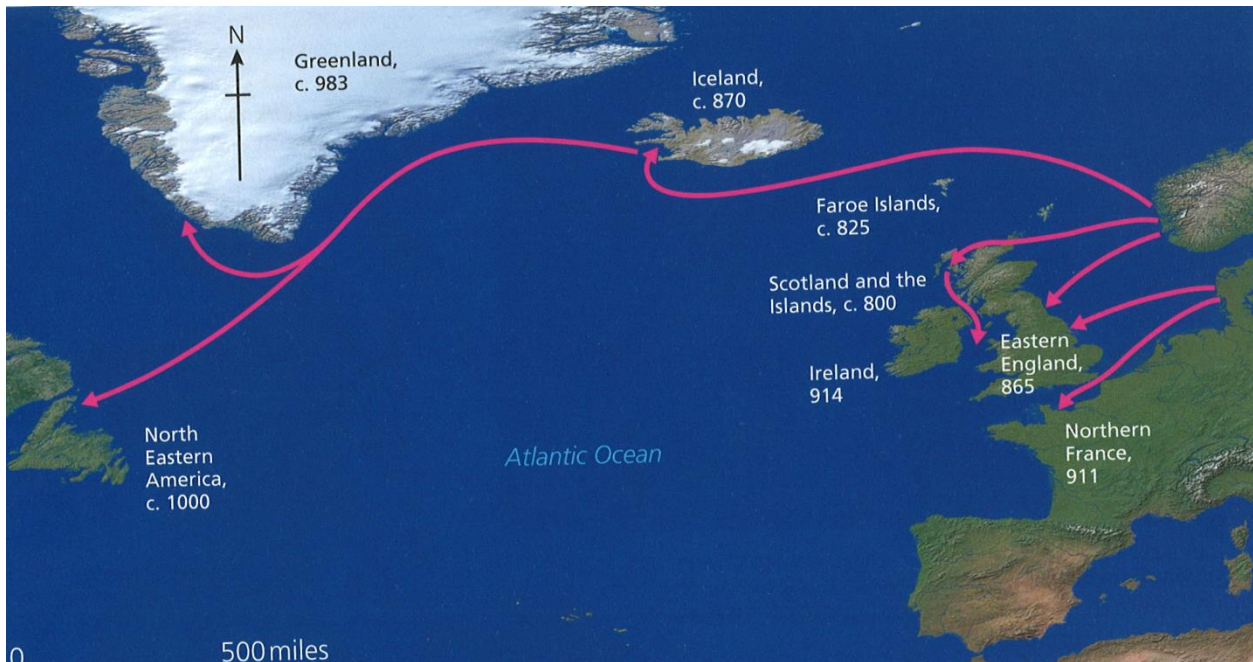 N
Greenland,
c. 983
Iceland,
c. 870
Faroe Islands,
c. 825
Scotland and the
Islands, c. 800
Ireland,
914
Eastern
England,
865
Northern
France,
911
North
Eastern
America,
c. 1000
Atlantic Ocean
0 500 miles